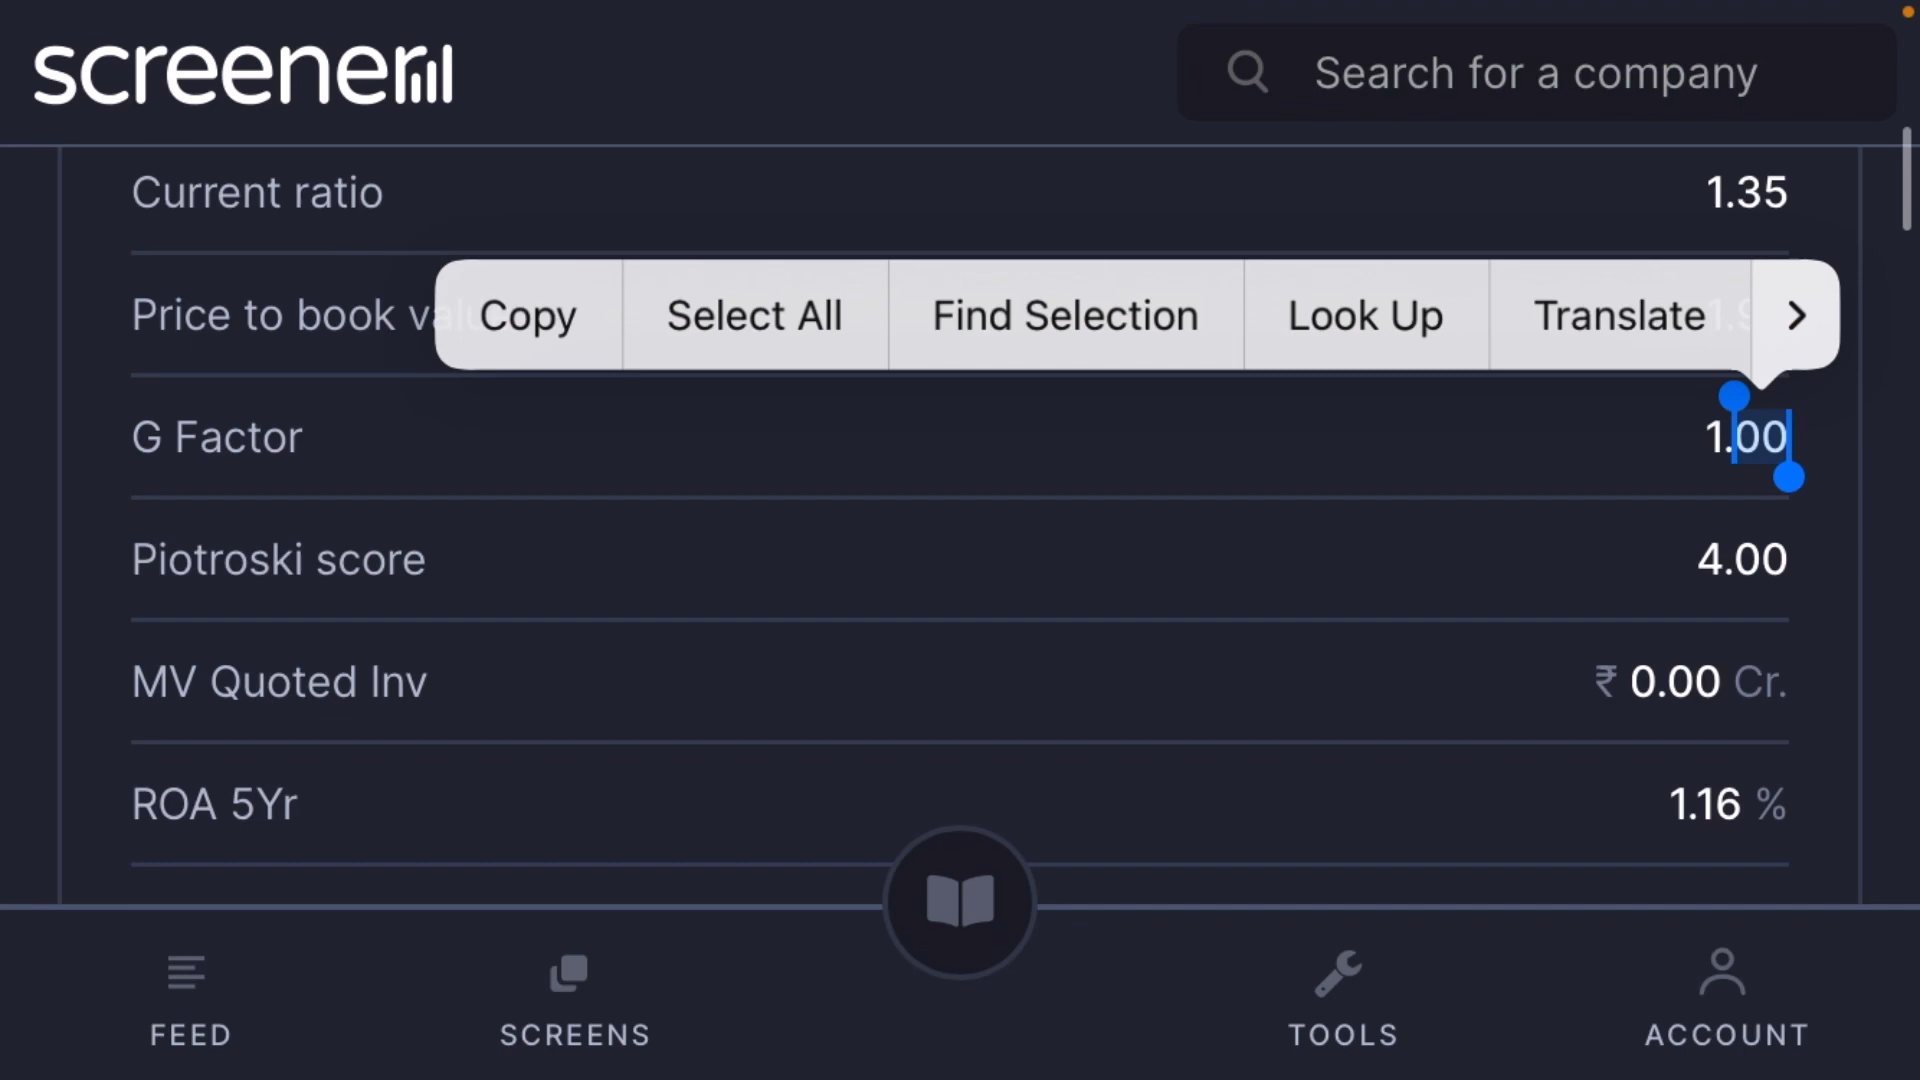 screener
Search for a company
Current ratio 1.35
Copy Select All Find Selection Look Up Translate
Price to book
G Factor 1.00
Piotroski score 4.00
MV Quoted Inv ₹ 0.00 Cr.
ROA 5Yr 1.16 %
FEED SCREENS TOOLS ACCOUNT